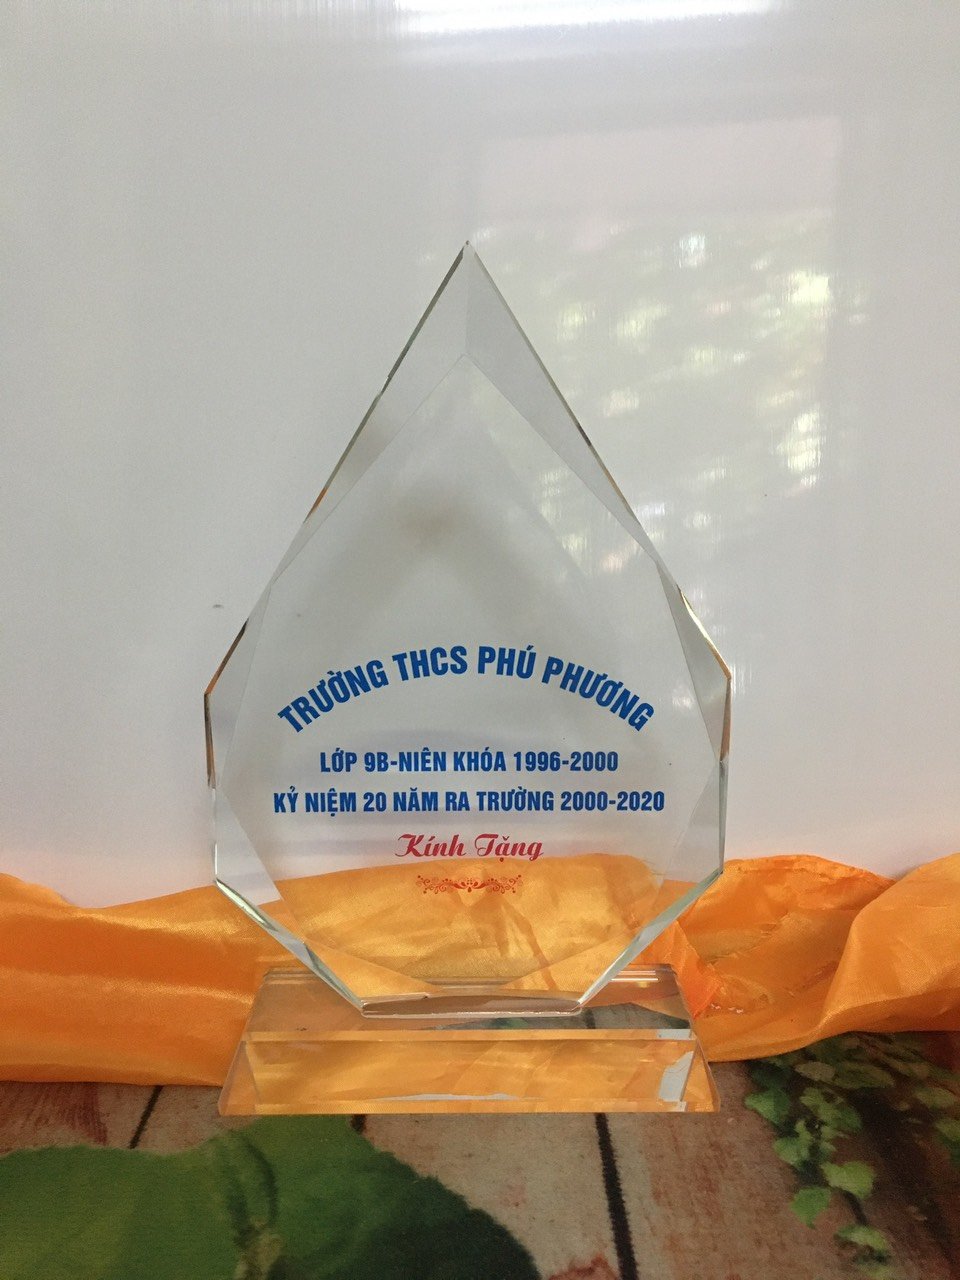 TRƯỜNG THCS PHÚ PHƯƠNG
LỚP 9B-NIÊN KHÓA 1996-2000
KỶ NIỆM 20 NĂM RA TRƯỜNG 2000-2020
Kính Tặng